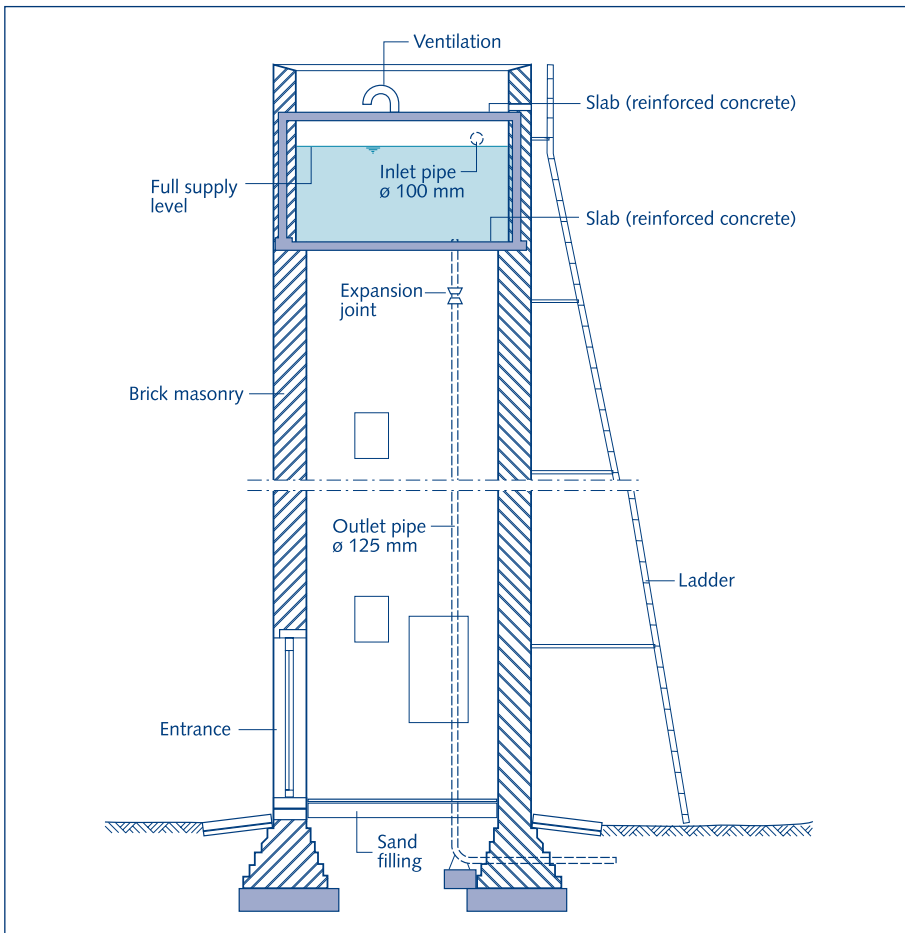 Ventilation
Slab (reinforced concrete)
Inlet pipe
ø 100 mm
Full supply
level
Slab (reinforced concrete)
Expansion
joint
Brick masonry
Outlet pipe
ø 125 mm
Ladder
Entrance
Sand
filling